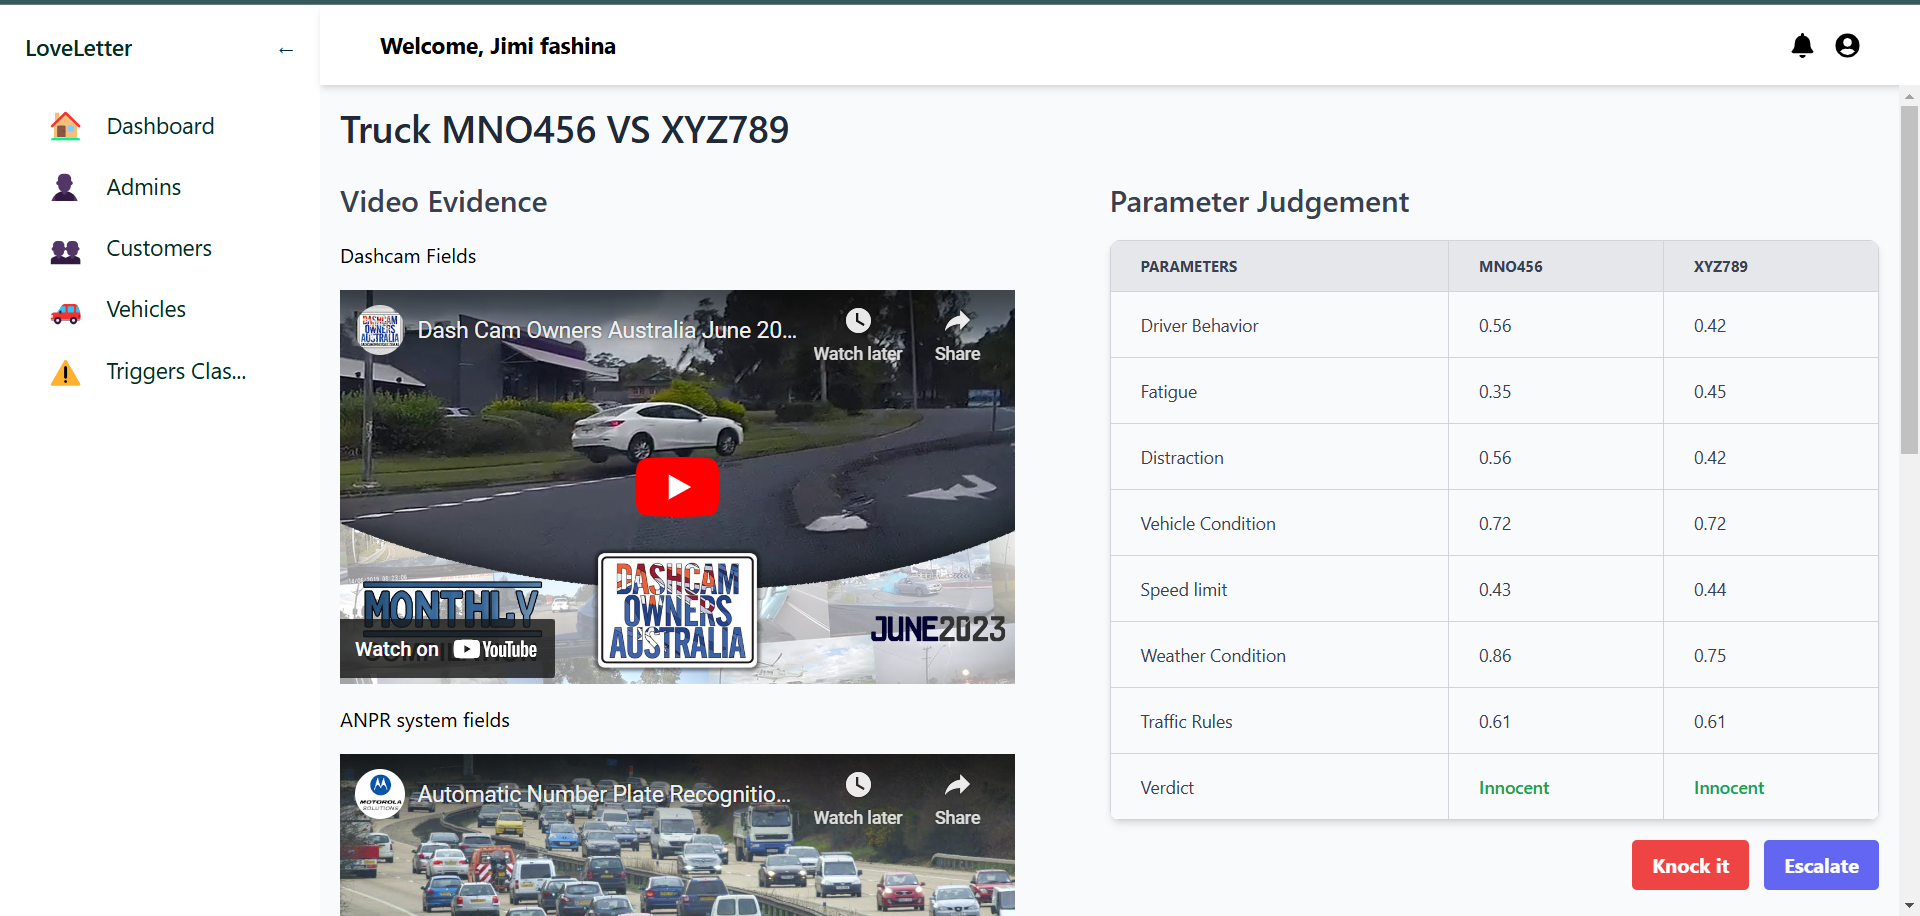 LoveLetter
←
Welcome, Jimi fashina
Dashboard
Admins
Customers
Vehicles
Triggers Clas...
Truck MNO456 VS XYZ789
Video Evidence
Dashcam Fields
DASHCAM OWNERS AUSTRALIA
Dash Cam Owners Australia June 20...
Watch later
Share
MONTHLY
DASHCAM
OWNERS
AUSTRALIA
JUNE2023
Watch on YouTube
ANPR system fields
MOTOROLA
SOLUTIONS
Automatic Number Plate Recognitio...
Watch later
Share
Parameter Judgement
PARAMETERS MNO456 XYZ789
Driver Behavior 0.56 0.42
Fatigue 0.35 0.45
Distraction 0.56 0.42
Vehicle Condition 0.72 0.72
Speed limit 0.43 0.44
Weather Condition 0.86 0.75
Traffic Rules 0.61 0.61
Verdict Innocent Innocent
Knock it
Escalate